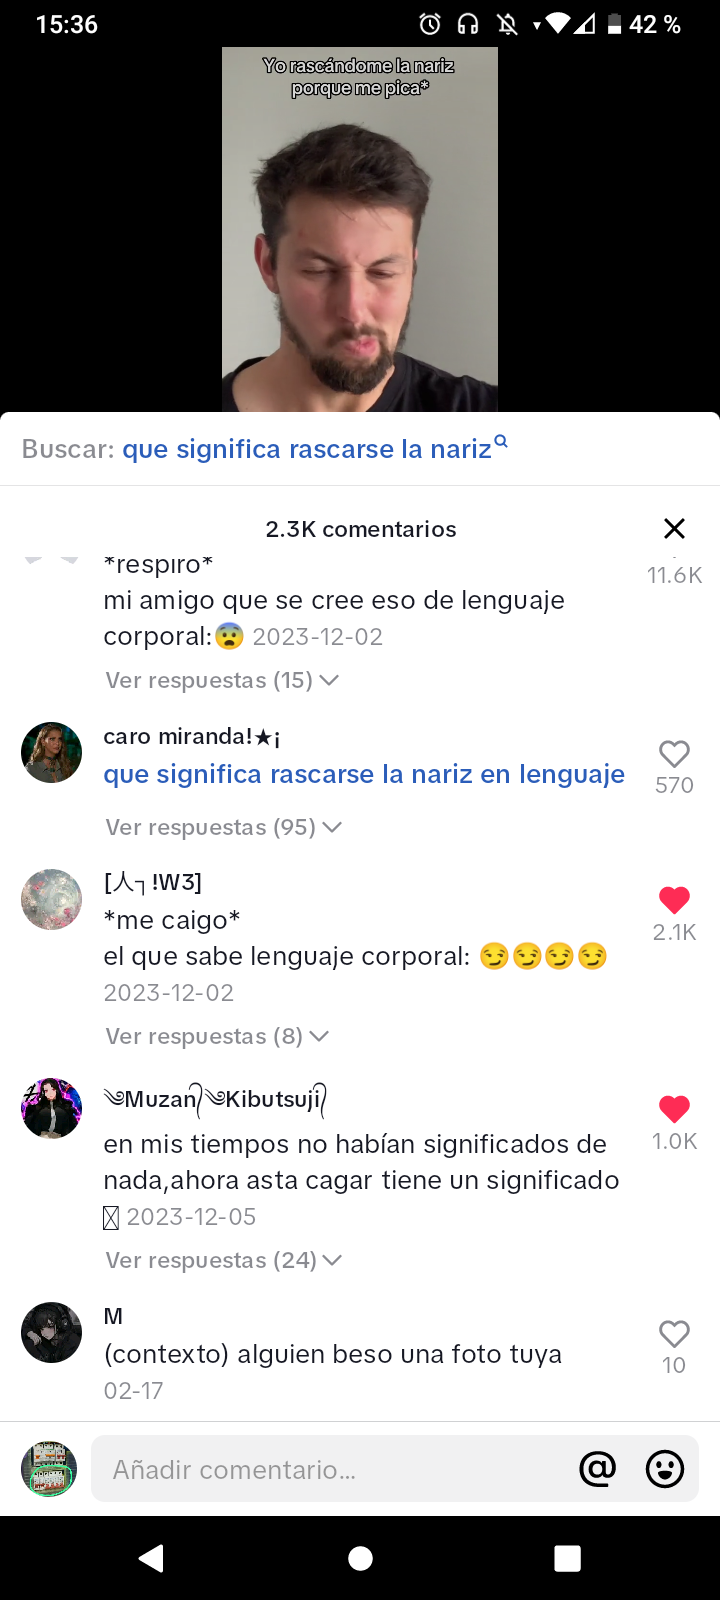 15:36
42 %
Yo rascándome la nariz
porque me pica*
Buscar: que significa rascarse la nariz
2.3K comentarios
*respiro*
11.6K
mi amigo que se cree eso de lenguaje
corporal:😨 2023-12-02
Ver respuestas (15)
caro miranda!★¡
que significa rascarse la nariz en lenguaje
570
Ver respuestas (95)
[人┐!W3]
*me caigo*
2.1K
el que sabe lenguaje corporal: 😏😏😏😏
2023-12-02
Ver respuestas (8)
༄Muzan᭄༄Kibutsuji᭄
en mis tiempos no habían significados de
1.0K
nada,ahora asta cagar tiene un significado
2023-12-05
Ver respuestas (24)
M
(contexto) alguien beso una foto tuya
10
02-17
Añadir comentario...